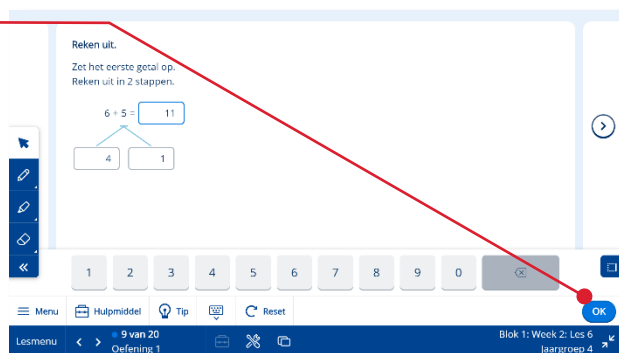 Reken uit.
Zet het eerste getal op.
Reken uit in 2 stappen.
6 + 5 = 11
4 1
1 2 3 4 5 6 7 8 9 0
Menu Hulpmiddel Tip Reset OK
Lesmenu 9 van 20 Blok 1: Week 2: Les 6
Oefening 1 Jaargroep 4